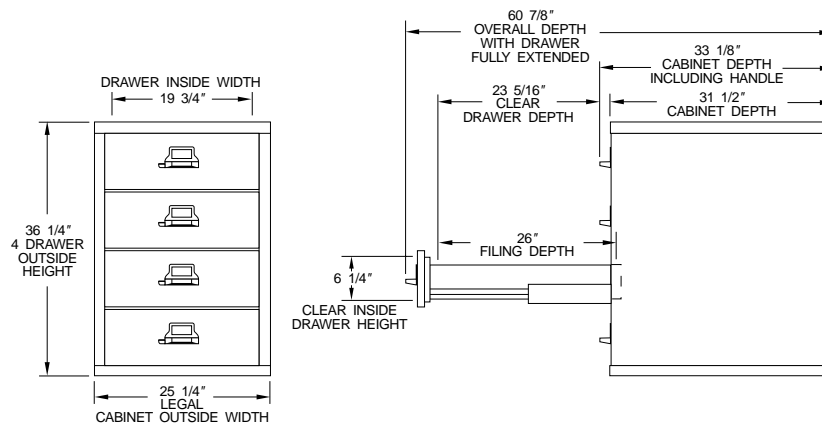 DRAWER INSIDE WIDTH
19 3/4"
36 1/4"
4 DRAWER
OUTSIDE
HEIGHT
25 1/4"
LEGAL
CABINET OUTSIDE WIDTH
60 7/8"
OVERALL DEPTH
WITH DRAWER
FULLY EXTENDED
33 1/8"
CABINET DEPTH
INCLUDING HANDLE
23 5/16"
CLEAR
DRAWER DEPTH
31 1/2"
CABINET DEPTH
26"
FILING DEPTH
6 1/4"
CLEAR INSIDE
DRAWER HEIGHT